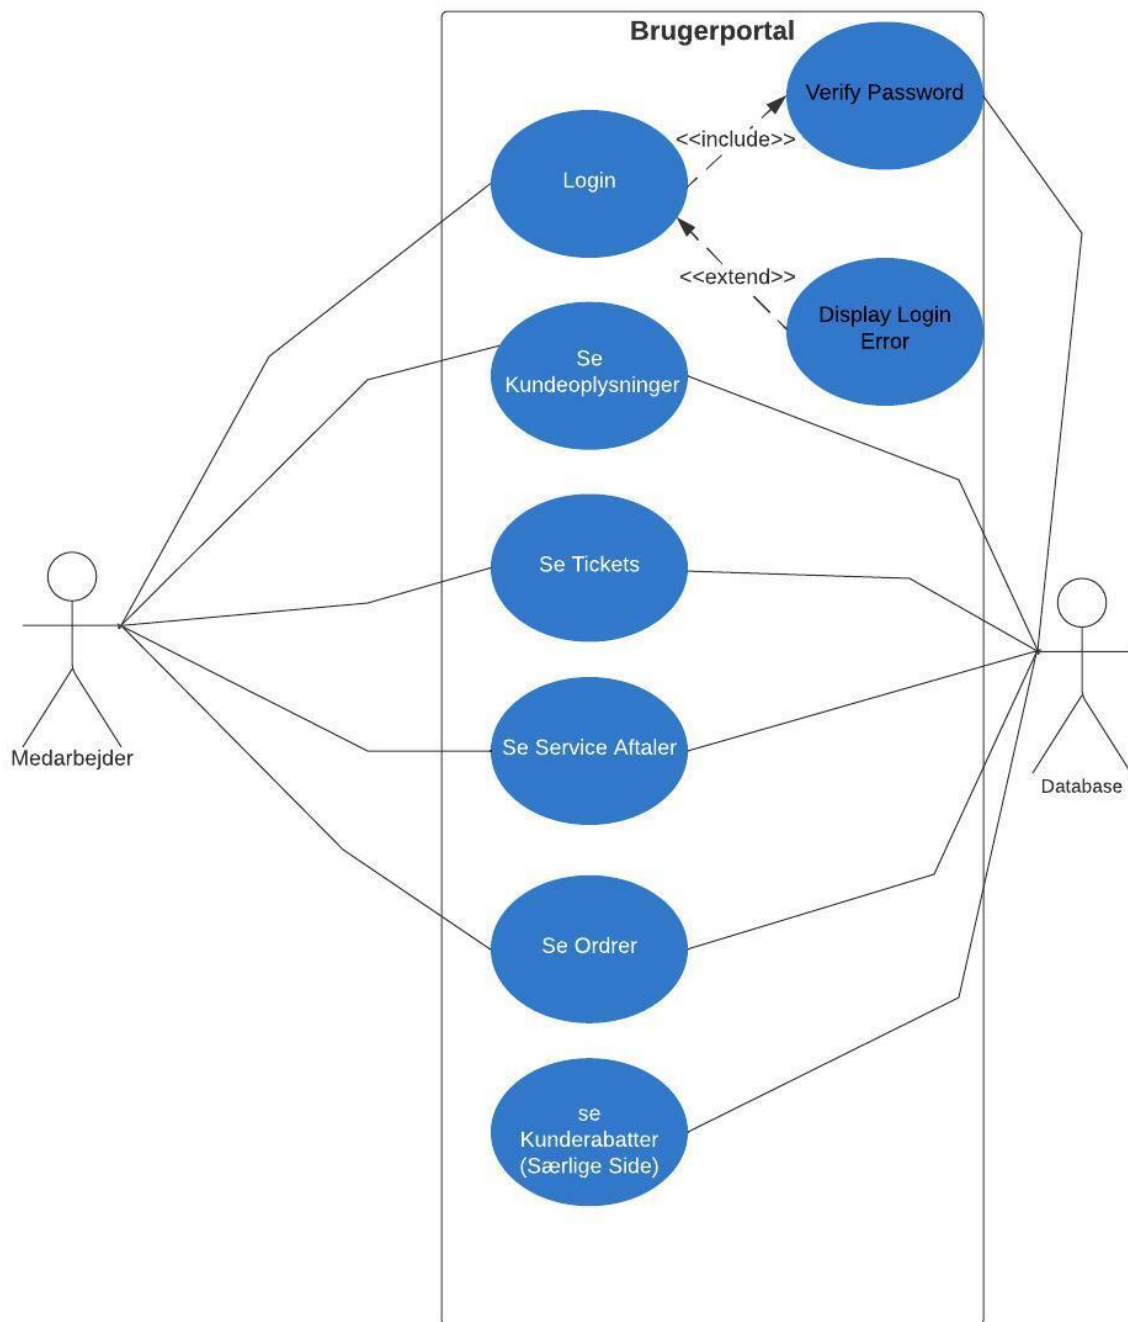 Brugerportal
Verify Password
<<include>>
Login
<<extend>>
Display Login
Error
Se
Kundeoplysninger
Se Tickets
Medarbejder
Se Service Aftaler
Database
Se Ordrer
se
Kunderabatter
(Særlige Side)